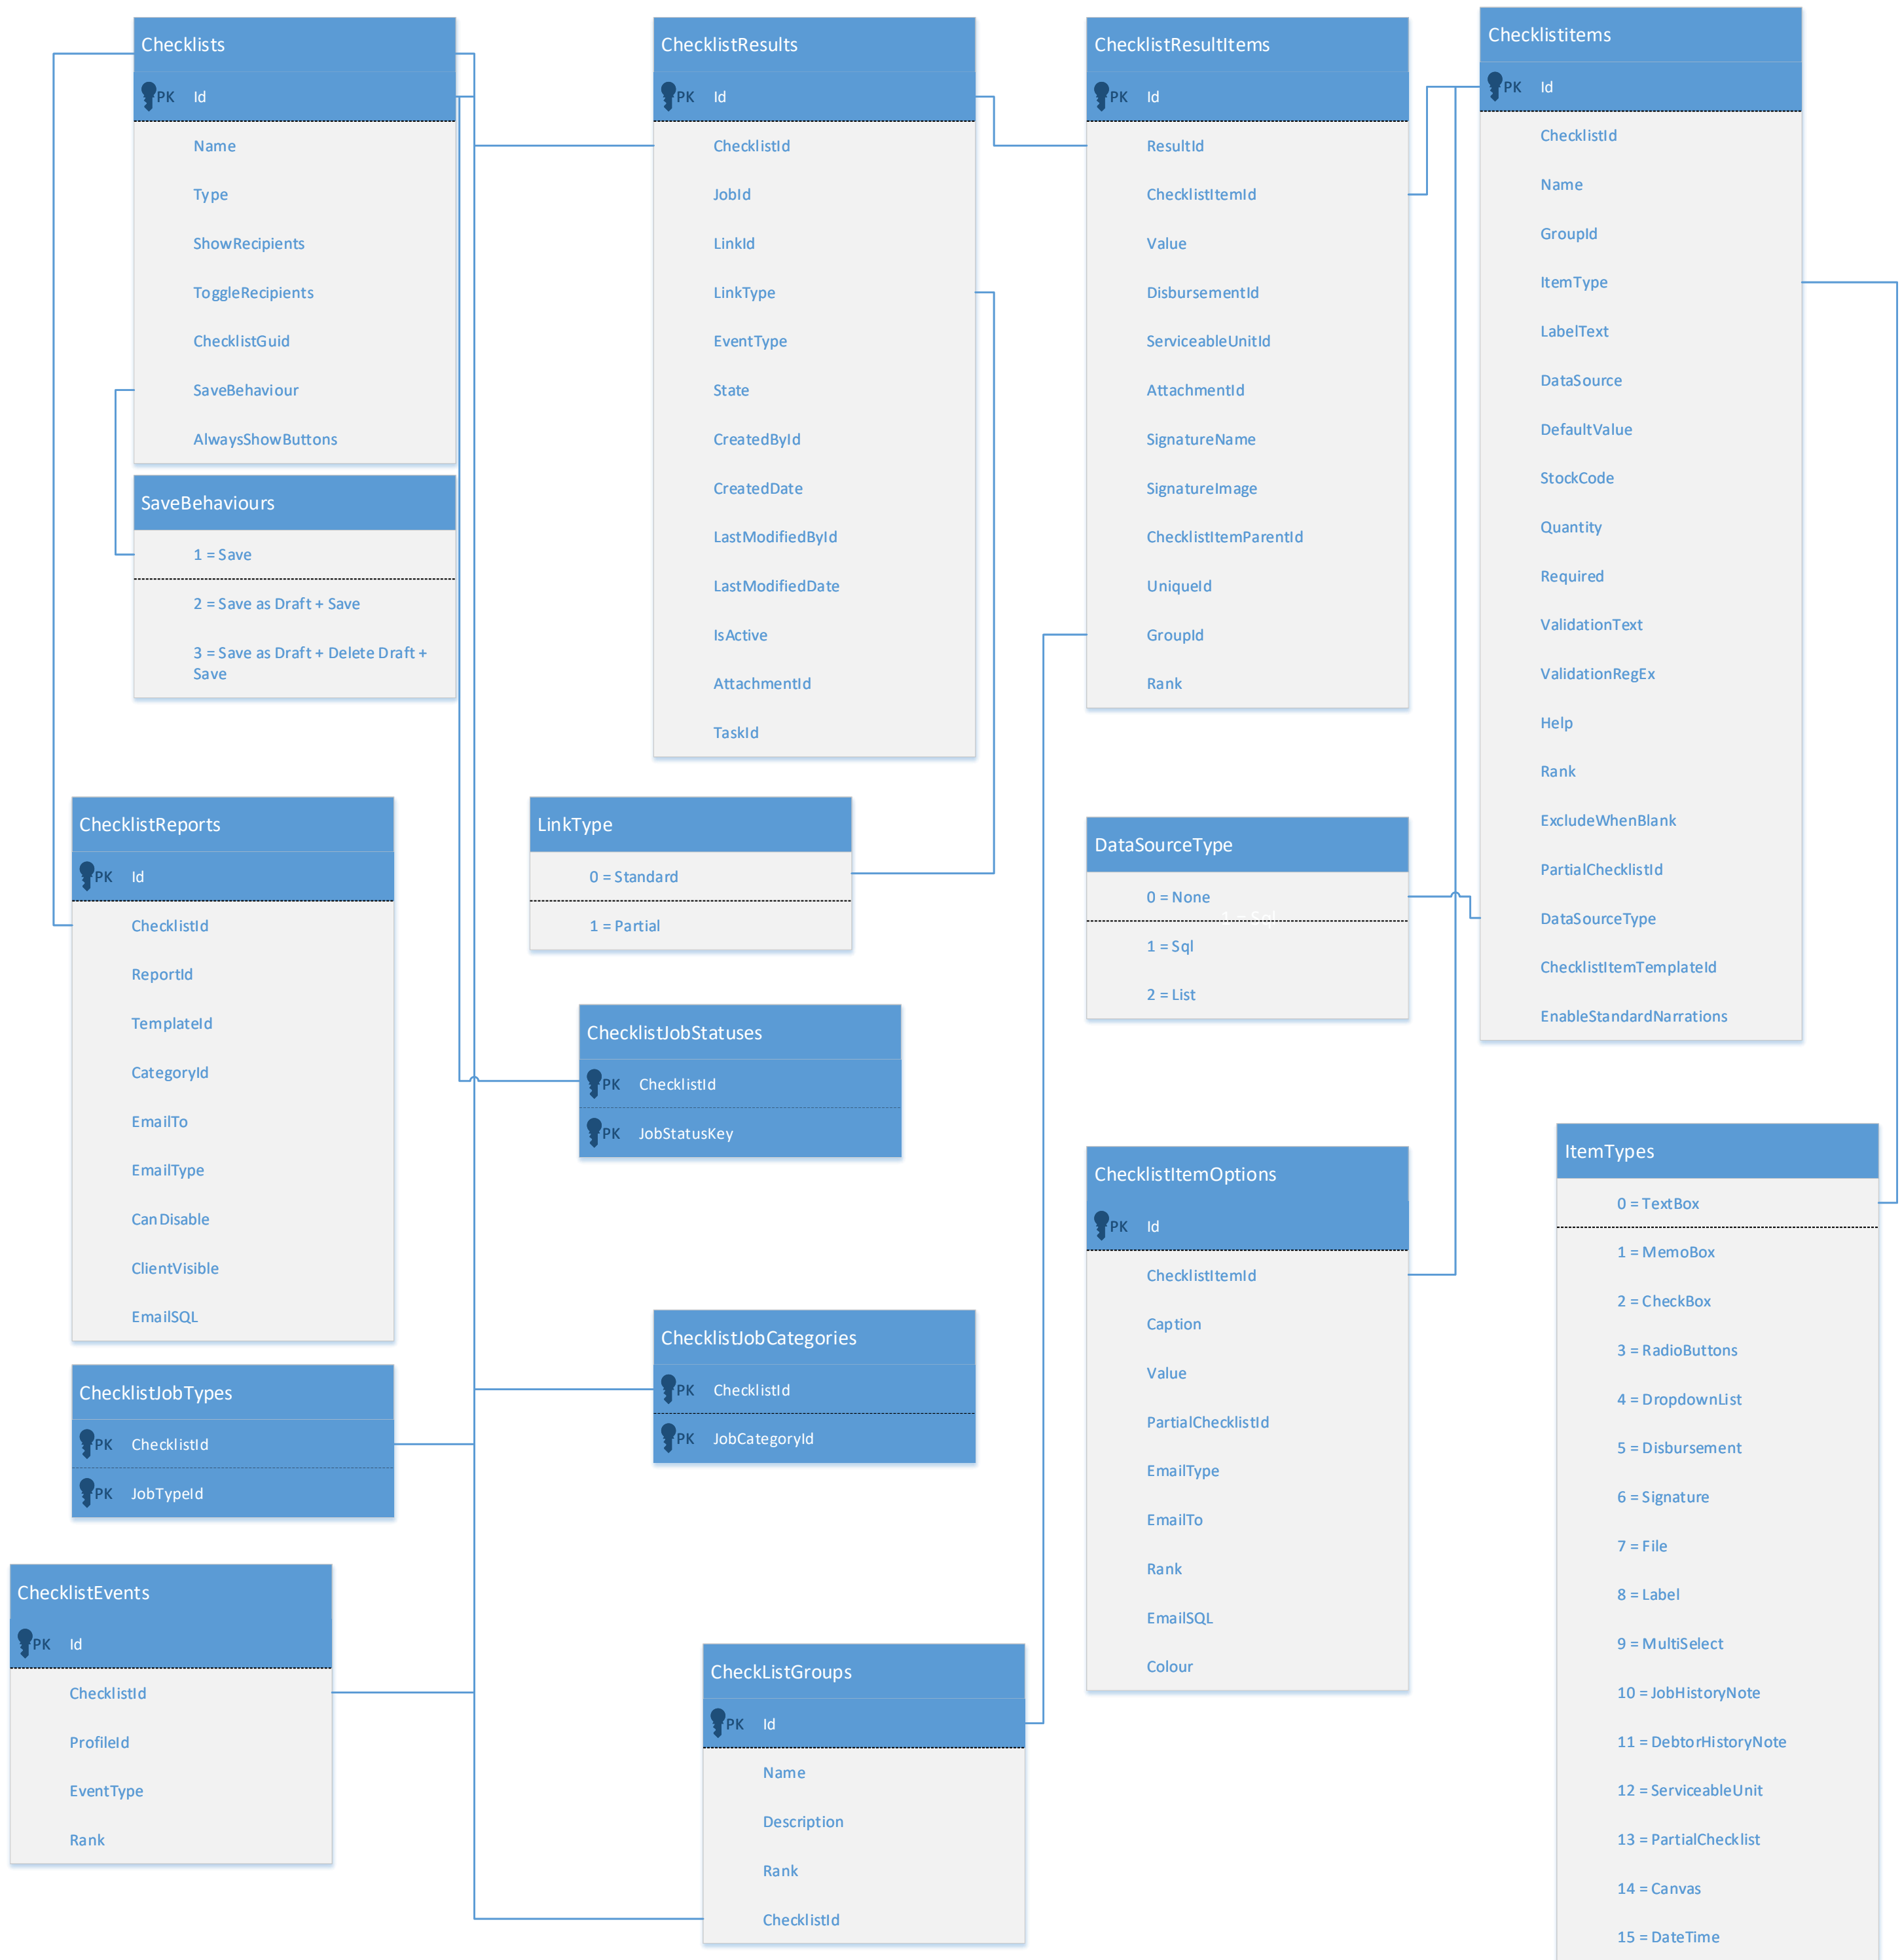 Checklists
PK Id
Name
Type
ShowRecipients
ToggleRecipients
ChecklistGuid
SaveBehaviour
AlwaysShowButtons
SaveBehaviours
1 = Save
2 = Save as Draft + Save
3 = Save as Draft + Delete Draft +
Save
ChecklistResults
PK Id
ChecklistId
JobId
LinkId
LinkType
EventType
State
CreatedById
CreatedDate
LastModifiedById
LastModifiedDate
IsActive
AttachmentId
TaskId
ChecklistResultItems
PK Id
ResultId
ChecklistItemId
Value
DisbursementId
ServiceableUnitId
AttachmentId
SignatureName
SignatureImage
ChecklistItemParentId
UniqueId
GroupId
Rank
Checklistitems
PK Id
ChecklistId
Name
GroupId
ItemType
LabelText
DataSource
DefaultValue
StockCode
Quantity
Required
ValidationText
ValidationRegEx
Help
Rank
ExcludeWhenBlank
PartialChecklistId
DataSourceType
ChecklistItemTemplateId
EnableStandardNarrations
ChecklistReports
PK Id
ChecklistId
ReportId
TemplateId
CategoryId
EmailTo
EmailType
CanDisable
ClientVisible
EmailSQL
LinkType
0 = Standard
1 = Partial
DataSourceType
0 = None
1 = Sql
1 = Sql
2 = List
ChecklistJobStatuses
PK ChecklistId
PK JobStatusKey
ChecklistItemOptions
PK Id
ChecklistItemId
Caption
Value
PartialChecklistId
EmailType
EmailTo
Rank
EmailSQL
Colour
ItemTypes
0 = TextBox
1 = MemoBox
2 = CheckBox
3 = RadioButtons
4 = DropdownList
5 = Disbursement
6 = Signature
7 = File
8 = Label
9 = MultiSelect
10 = JobHistoryNote
11 = DebtorHistoryNote
12 = ServiceableUnit
13 = PartialChecklist
14 = Canvas
15 = DateTime
ChecklistJobTypes
PK ChecklistId
PK JobTypeId
ChecklistJobCategories
PK ChecklistId
PK JobCategoryId
ChecklistEvents
PK Id
ChecklistId
ProfileId
EventType
Rank
CheckListGroups
PK Id
Name
Description
Rank
ChecklistId